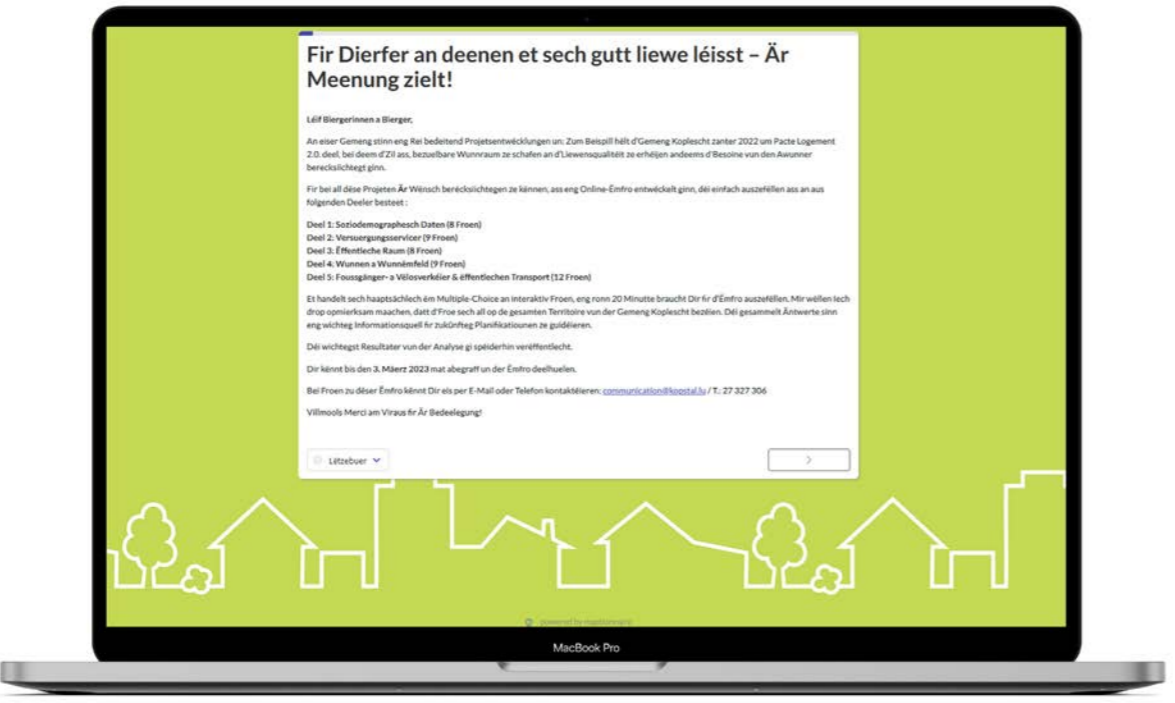 Fir Dierfer an deenen et sech gutt liewe léisst – Är
Meenung zielt!
Léif Biergerinnen a Bierger,
An eiser Gemeng stinn eng Rei bedeitend Projetsentwécklungen un: Zum Beispill hëlt d'Gemeng Koplescht zanter 2022 um Pacte Logement
2.0. deel, bei deem d'Zil ass, bezuelbare Wunnraum ze schafen an d'Liewensqualitéit ze erhéijen andeems d'Besoine vun den Awunner
berécksiichtegt ginn.
Fir bei all dëse Projeten Är Wënsch berécksiichtegen ze kënnen, ass eng Online-Ëmfro entwéckelt ginn, déi einfach auszefëllen ass an aus
folgenden Deeler besteet :
Deel 1: Soziodemographesch Daten (8 Froen)
Deel 2: Versuergungsservicer (9 Froen)
Deel 3: Ëffentleche Raum (8 Froen)
Deel 4: Wunnen a Wunnëmfeld (9 Froen)
Deel 5: Foussgänger- a Vëlosverkéier & ëffentlechen Transport (12 Froen)
Et handelt sech haaptsächlech ëm Multiple-Choice an interaktiv Froen, eng ronn 20 Minutte braucht Dir fir d'Ëmfro auszefëllen. Mir wëllen Iech
drop opmierksam maachen, datt d'Froe sech all op de gesamten Territoire vun der Gemeng Koplescht bezéien. Déi gesammelt Äntwerte sinn
eng wichteg Informatiounsquell fir zukünfteg Planifikatiounen ze guidéieren.
Déi wichtegst Resultater vun der Analyse gi spéiderhin veröffentlecht.
Dir kënnt bis den 3. Mäerz 2023 mat abegraff un der Ëmfro deelhuelen.
Bei Froen zu dëser Ëmfro kënnt Dir eis per E-Mail oder Telefon kontaktéieren: communication@kopstal.lu / T.: 27 327 306
Villmools Merci am Viraus fir Är Bedeelegung!
Lëtzebuer
powered by maptionnaire
MacBook Pro